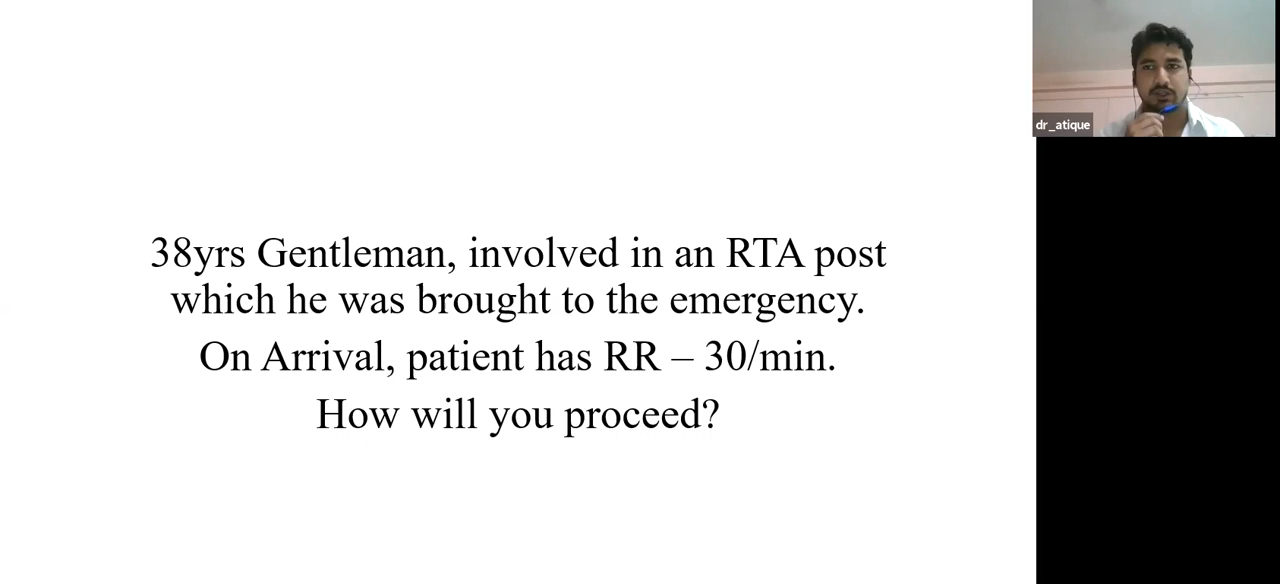 38yrs Gentleman, involved in an RTA post
which he was brought to the emergency.
On Arrival, patient has RR – 30/min.
How will you proceed?
dr_atique